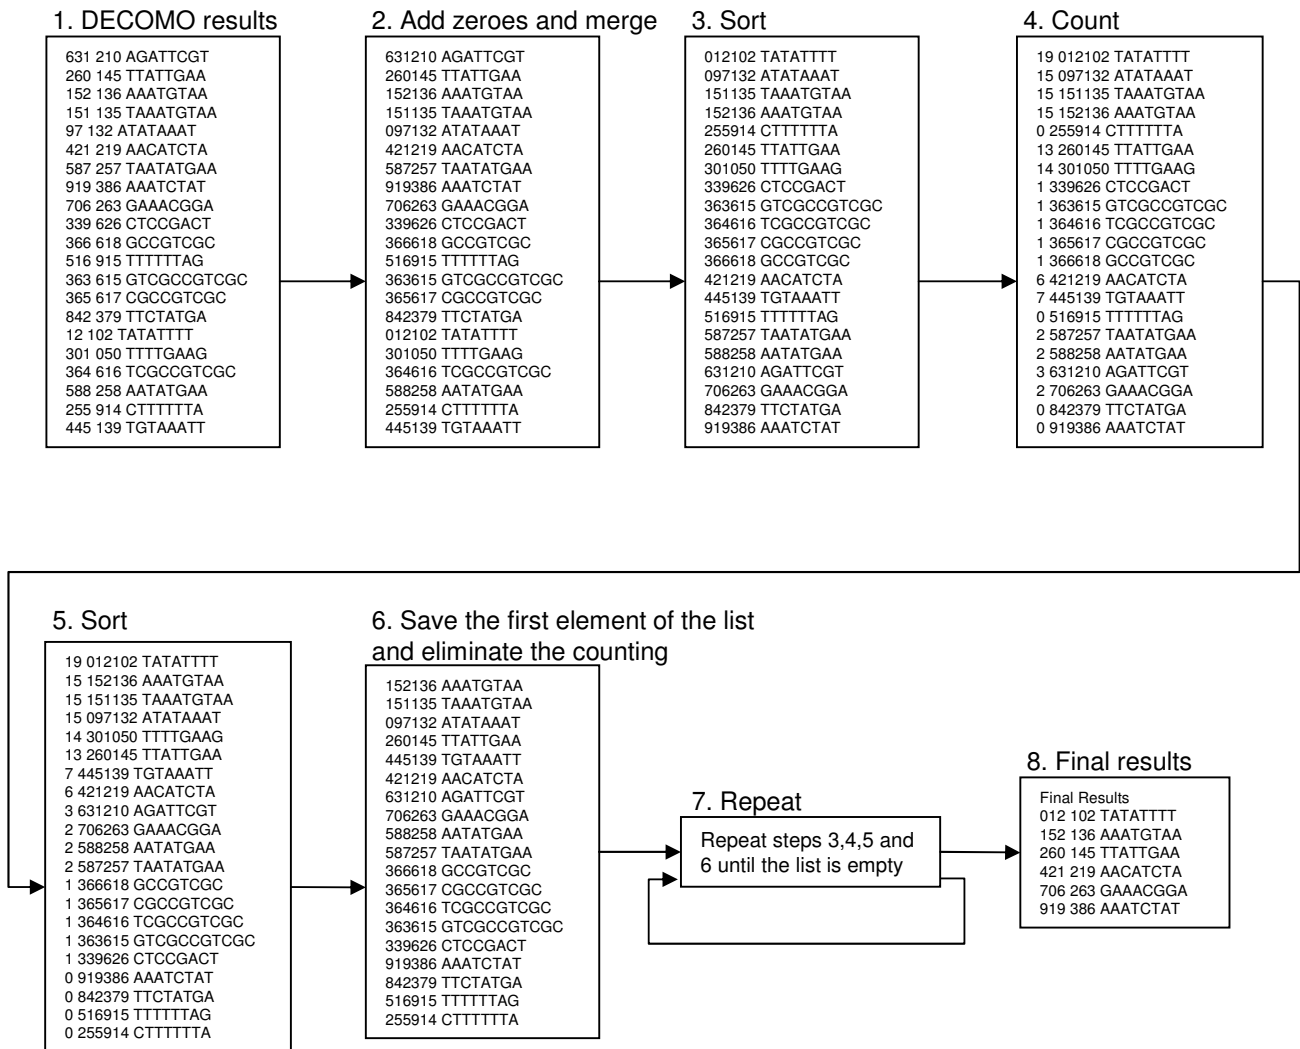 1. DECOMO results
631 210 AGATTCGT
260 145 TTATTGAA
152 136 AAATGTAA
151 135 TAAATGTAA
97 132 ATATAAAT
421 219 AACATCTA
587 257 TAATATGAA
919 386 AAATCTAT
706 263 GAAACGGA
339 626 CTCCGACT
366 618 GCCGTCGC
516 915 TTTTTTAG
363 615 GTCGCCGTCGC
365 617 CGCCGTCGC
842 379 TTCTATGA
12 102 TATATTTT
301 050 TTTTGAAG
364 616 TCGCCGTCGC
588 258 AATATGAA
255 914 CTTTTTTA
445 139 TGTAAATT
2. Add zeroes and merge
631210 AGATTCGT
260145 TTATTGAA
152136 AAATGTAA
151135 TAAATGTAA
097132 ATATAAAT
421219 AACATCTA
587257 TAATATGAA
919386 AAATCTAT
706263 GAAACGGA
339626 CTCCGACT
366618 GCCGTCGC
516915 TTTTTTAG
363615 GTCGCCGTCGC
365617 CGCCGTCGC
842379 TTCTATGA
012102 TATATTTT
301050 TTTTGAAG
364616 TCGCCGTCGC
588258 AATATGAA
255914 CTTTTTTA
445139 TGTAAATT
3. Sort
012102 TATATTTT
097132 ATATAAAT
151135 TAAATGTAA
152136 AAATGTAA
255914 CTTTTTTA
260145 TTATTGAA
301050 TTTTGAAG
339626 CTCCGACT
363615 GTCGCCGTCGC
364616 TCGCCGTCGC
365617 CGCCGTCGC
366618 GCCGTCGC
421219 AACATCTA
445139 TGTAAATT
516915 TTTTTTAG
587257 TAATATGAA
588258 AATATGAA
631210 AGATTCGT
706263 GAAACGGA
842379 TTCTATGA
919386 AAATCTAT
4. Count
19 012102 TATATTTT
15 097132 ATATAAAT
15 151135 TAAATGTAA
15 152136 AAATGTAA
0 255914 CTTTTTTA
13 260145 TTATTGAA
14 301050 TTTTGAAG
1 339626 CTCCGACT
1 363615 GTCGCCGTCGC
1 364616 TCGCCGTCGC
1 365617 CGCCGTCGC
1 366618 GCCGTCGC
6 421219 AACATCTA
7 445139 TGTAAATT
0 516915 TTTTTTAG
2 587257 TAATATGAA
2 588258 AATATGAA
3 631210 AGATTCGT
2 706263 GAAACGGA
0 842379 TTCTATGA
0 919386 AAATCTAT
5. Sort
19 012102 TATATTTT
15 152136 AAATGTAA
15 151135 TAAATGTAA
15 097132 ATATAAAT
14 301050 TTTTGAAG
13 260145 TTATTGAA
7 445139 TGTAAATT
6 421219 AACATCTA
3 631210 AGATTCGT
2 706263 GAAACGGA
2 588258 AATATGAA
2 587257 TAATATGAA
1 366618 GCCGTCGC
1 365617 CGCCGTCGC
1 364616 TCGCCGTCGC
1 363615 GTCGCCGTCGC
1 339626 CTCCGACT
0 919386 AAATCTAT
0 842379 TTCTATGA
0 516915 TTTTTTAG
0 255914 CTTTTTTA
6. Save the first element of the list
and eliminate the counting
152136 AAATGTAA
151135 TAAATGTAA
097132 ATATAAAT
260145 TTATTGAA
445139 TGTAAATT
421219 AACATCTA
631210 AGATTCGT
706263 GAAACGGA
588258 AATATGAA
587257 TAATATGAA
366618 GCCGTCGC
365617 CGCCGTCGC
364616 TCGCCGTCGC
363615 GTCGCCGTCGC
339626 CTCCGACT
919386 AAATCTAT
842379 TTCTATGA
516915 TTTTTTAG
255914 CTTTTTTA
7. Repeat
Repeat steps 3,4,5 and
6 until the list is empty
8. Final results
Final Results
012 102 TATATTTT
152 136 AAATGTAA
260 145 TTATTGAA
421 219 AACATCTA
706 263 GAAACGGA
919 386 AAATCTAT